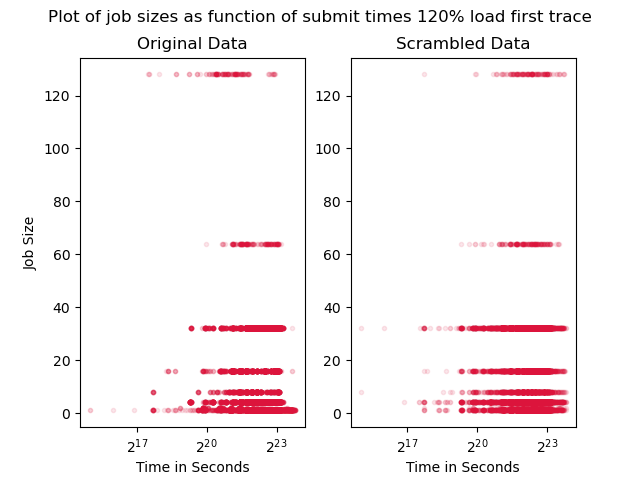 Plot of job sizes as function of submit times 120% load first trace
Original Data
Scrambled Data
120
100
80
60
40
20
0
Job Size
2^17 2^20 2^23
Time in Seconds
120
100
80
60
40
20
0
2^17 2^20 2^23
Time in Seconds